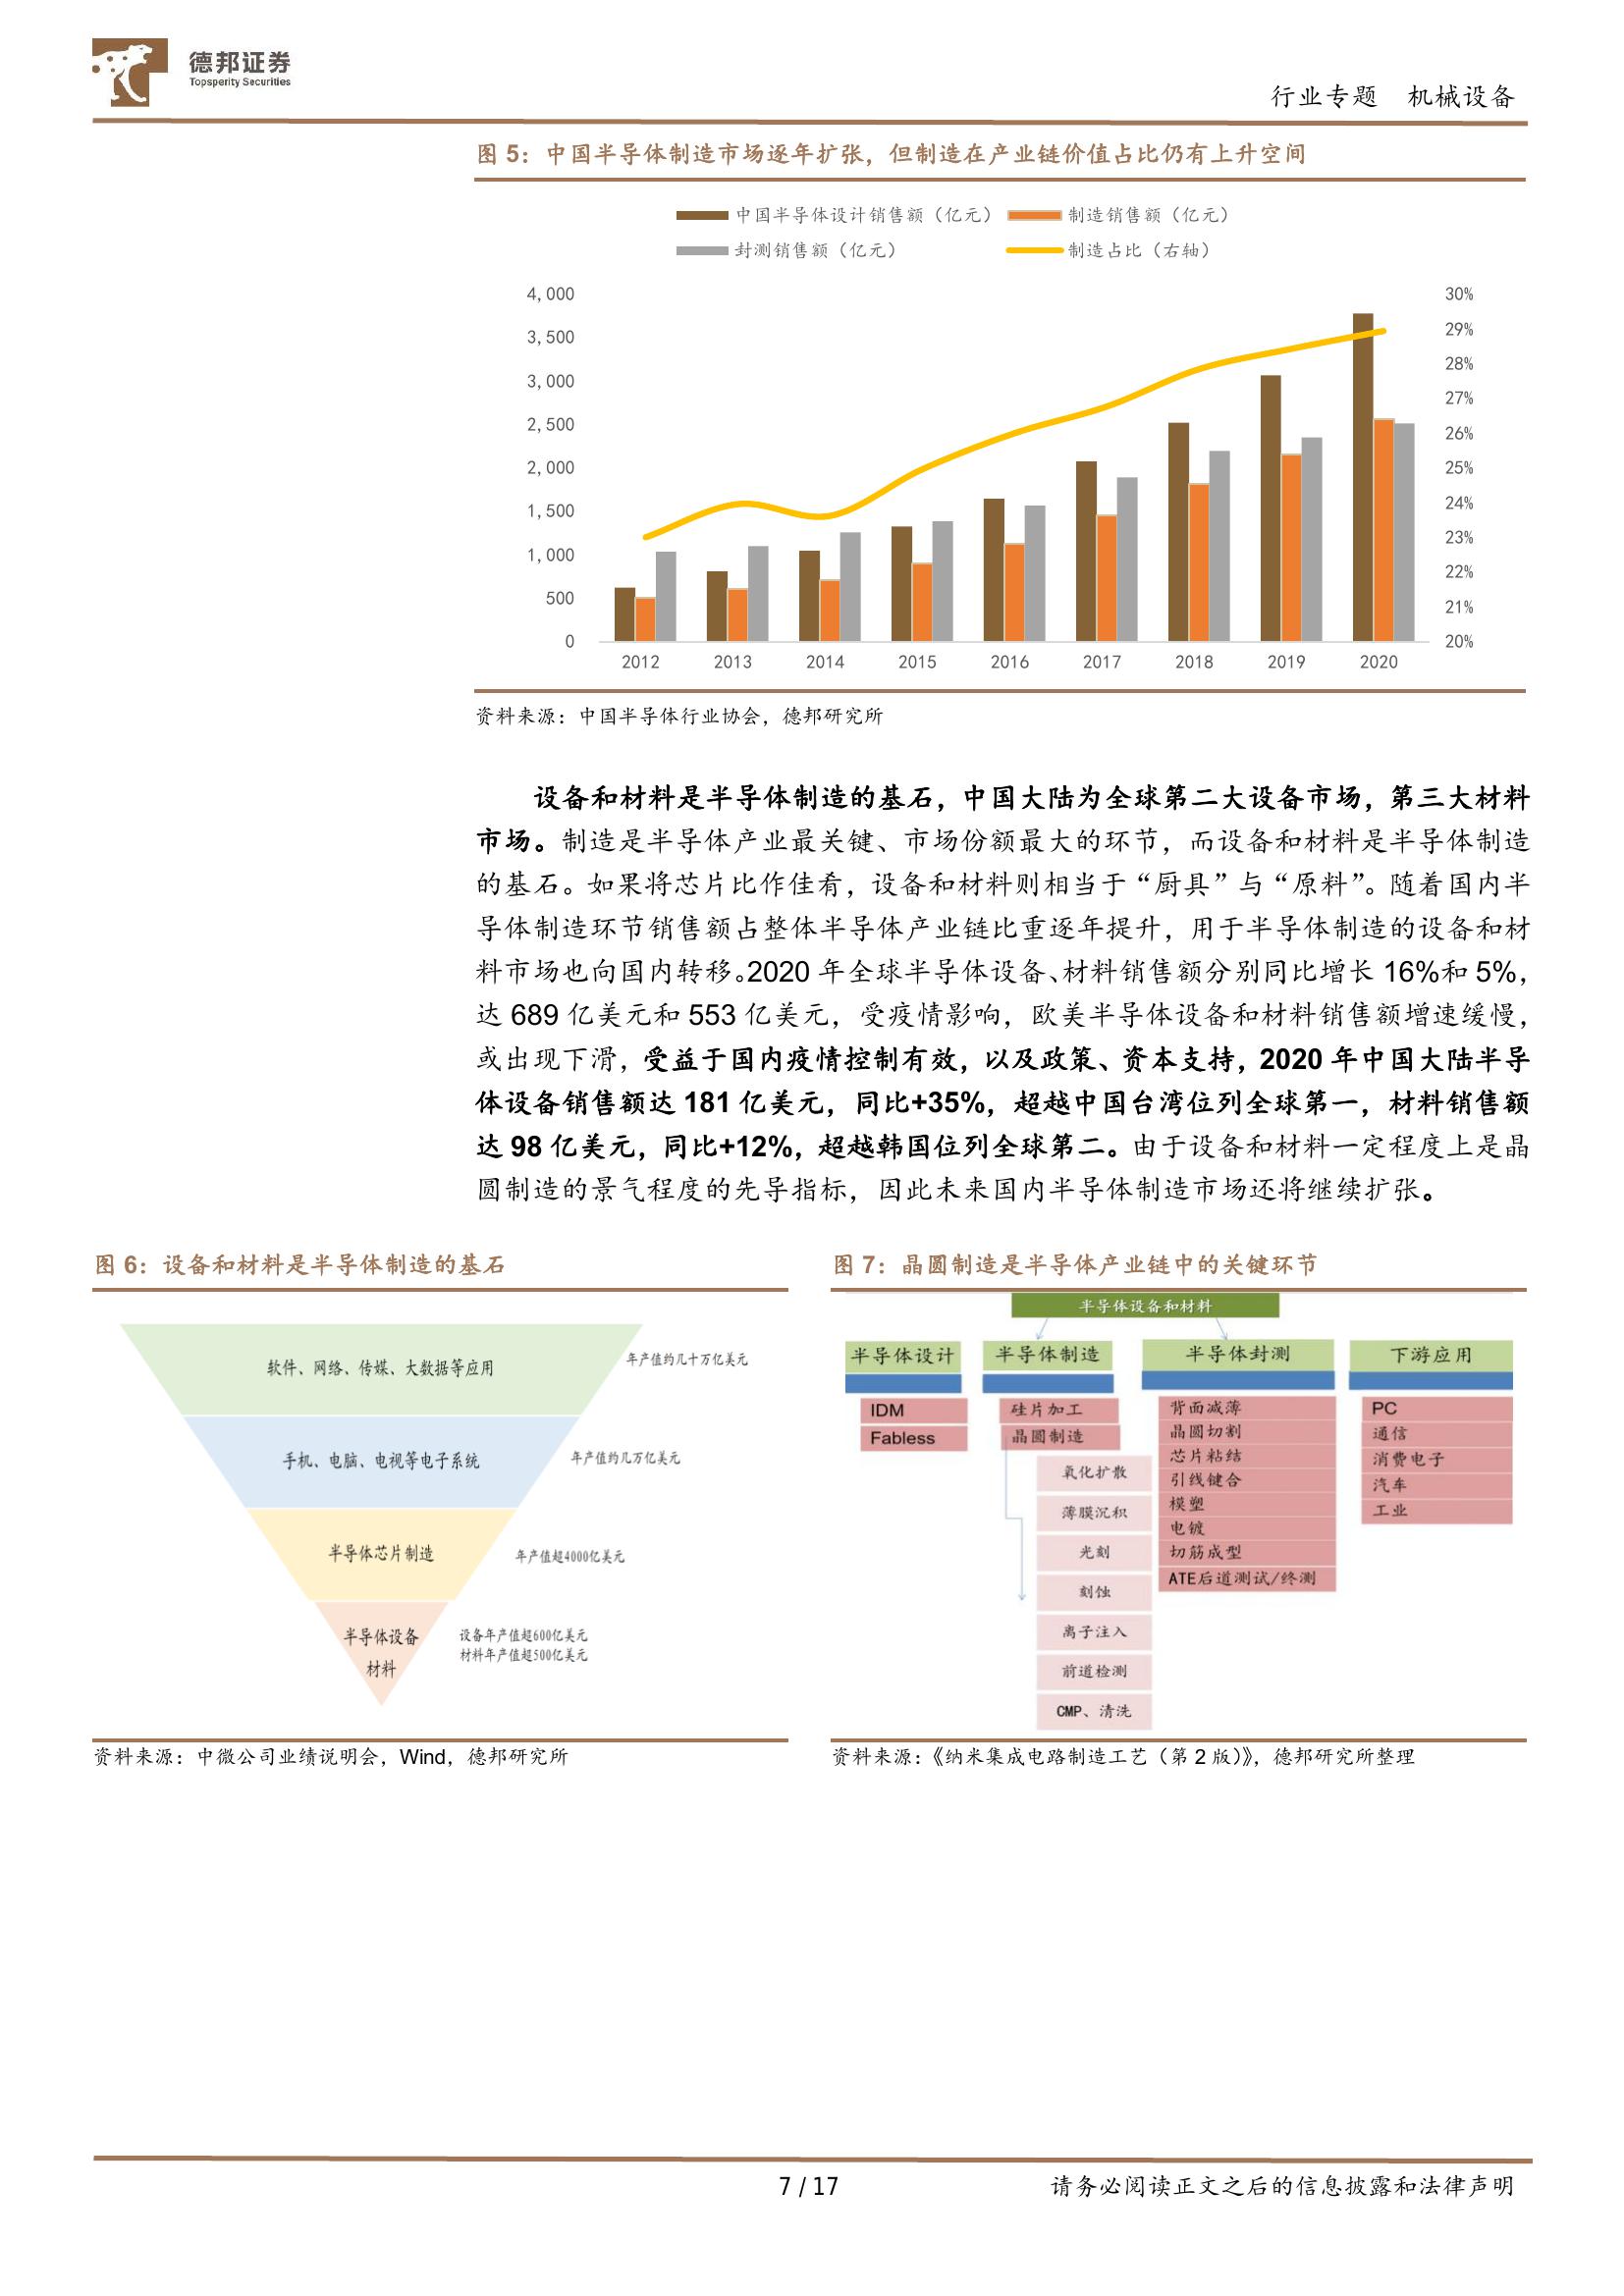 德邦证券
Topsperity Securities
行业专题 机械设备
图 5：中国半导体制造市场逐年扩张，但制造在产业链价值占比仍有上升空间
中国半导体设计销售额（亿元）
制造销售额（亿元）
封测销售额（亿元）
制造占比（右轴）
4,000
3,500
3,000
2,500
2,000
1,500
1,000
500
0
30%
29%
28%
27%
26%
25%
24%
23%
22%
21%
20%
2012 2013 2014 2015 2016 2017 2018 2019 2020
资料来源：中国半导体行业协会，德邦研究所
设备和材料是半导体制造的基石，中国大陆为全球第二大设备市场，第三大材料
市场。制造是半导体产业最关键、市场份额最大的环节，而设备和材料是半导体制造
的基石。如果将芯片比作佳肴，设备和材料则相当于“厨具”与“原料”。随着国内半
导体制造环节销售额占整体半导体产业链比重逐年提升，用于半导体制造的设备和材
料市场也向国内转移。2020 年全球半导体设备、材料销售额分别同比增长 16%和 5%，
达 689 亿美元和 553 亿美元，受疫情影响，欧美半导体设备和材料销售额增速缓慢，
或出现下滑，受益于国内疫情控制有效，以及政策、资本支持，2020 年中国大陆半导
体设备销售额达 181 亿美元，同比+35%，超越中国台湾位列全球第一，材料销售额
达 98 亿美元，同比+12%，超越韩国位列全球第二。由于设备和材料一定程度上是晶
圆制造的景气程度的先导指标，因此未来国内半导体制造市场还将继续扩张。
图 6：设备和材料是半导体制造的基石
软件、网络、传媒、大数据等应用
年产值约几十万亿美元
手机、电脑、电视等电子系统
年产值约几万亿美元
半导体芯片制造
年产值超4000亿美元
半导体设备
材料
设备年产值超600亿美元
材料年产值超500亿美元
资料来源：中微公司业绩说明会，Wind，德邦研究所
图 7：晶圆制造是半导体产业链中的关键环节
半导体设备和材料
半导体设计
IDM
Fabless
半导体制造
硅片加工
晶圆制造
氧化扩散
薄膜沉积
光刻
刻蚀
离子注入
前道检测
CMP、清洗
半导体封测
背面减薄
晶圆切割
芯片粘结
引线键合
模塑
电镀
切筋成型
ATE后道测试/终测
下游应用
PC
通信
消费电子
汽车
工业
资料来源：《纳米集成电路制造工艺（第 2 版）》，德邦研究所整理
7 / 17
请务必阅读正文之后的信息披露和法律声明